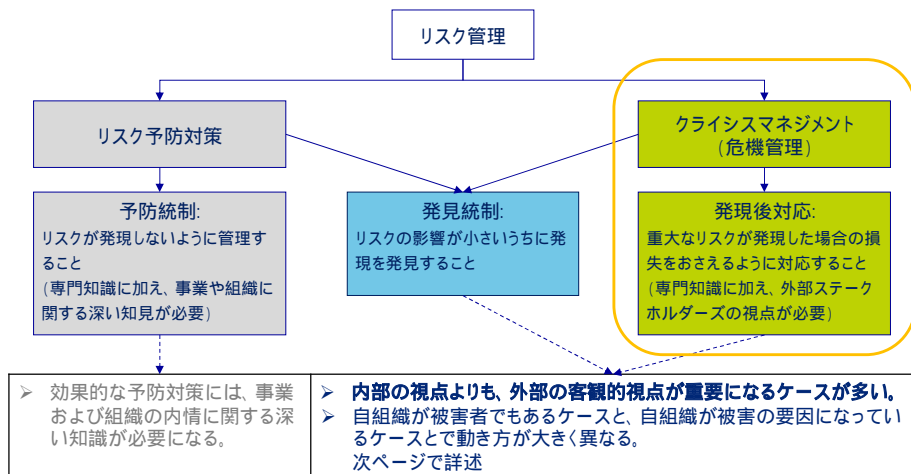 リスク管理
リスク予防対策
クライシスマネジメント
(危機管理)
予防統制:
リスクが発現しないように管理す
ること
(専門知識に加え、事業や組織に
関する深い知見が必要)
発見統制:
リスクの影響が小さいうちに発
現を発見すること
発現後対応:
重大なリスクが発現した場合の損
失をおさえるように対応すること
(専門知識に加え、外部ステーク
ホルダーズの視点が必要)
➢ 効果的な予防対策には、事業
および組織の内情に関する深
い知識が必要になる。
➢ 内部の視点よりも、外部の客観的視点が重要になるケースが多い。
➢ 自組織が被害者でもあるケースと、自組織が被害の要因になってい
るケースとで動き方が大きく異なる。
次ページで詳述